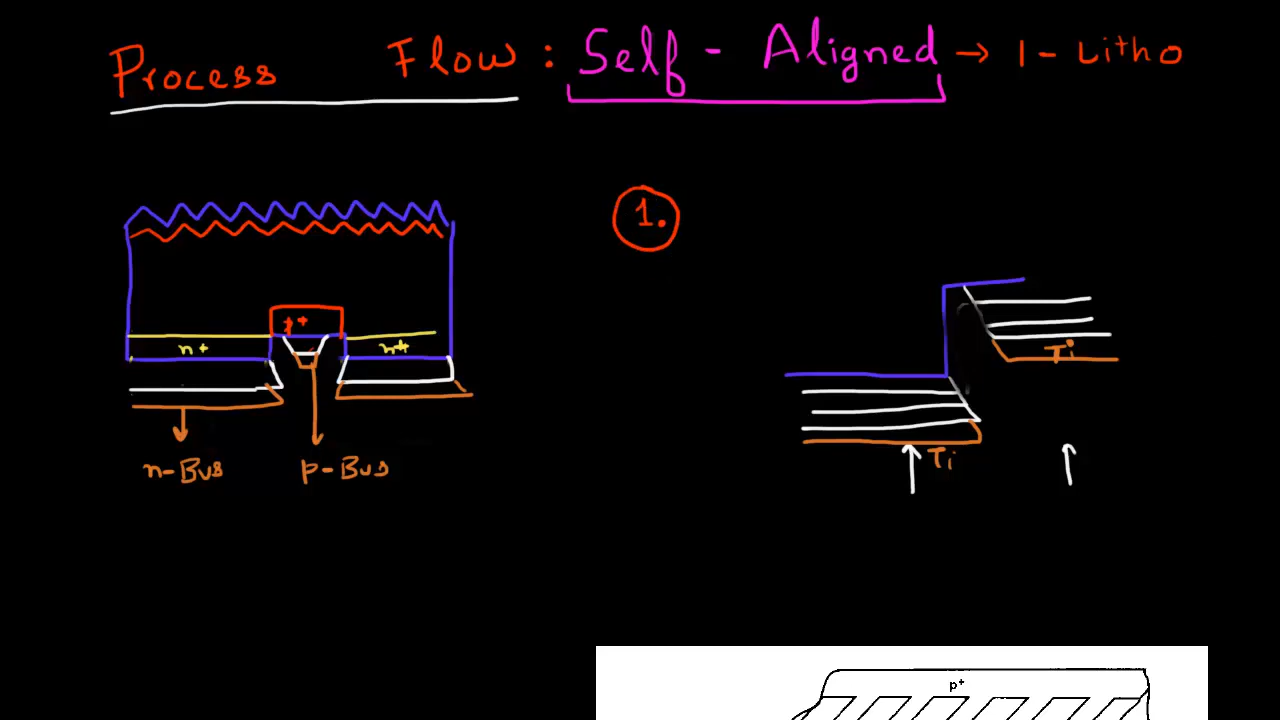 Process Flow : Self - Aligned → 1 - Litho
1.
p+
n+
n+
Ti
Ti
n-Bus
p-Bus
p+